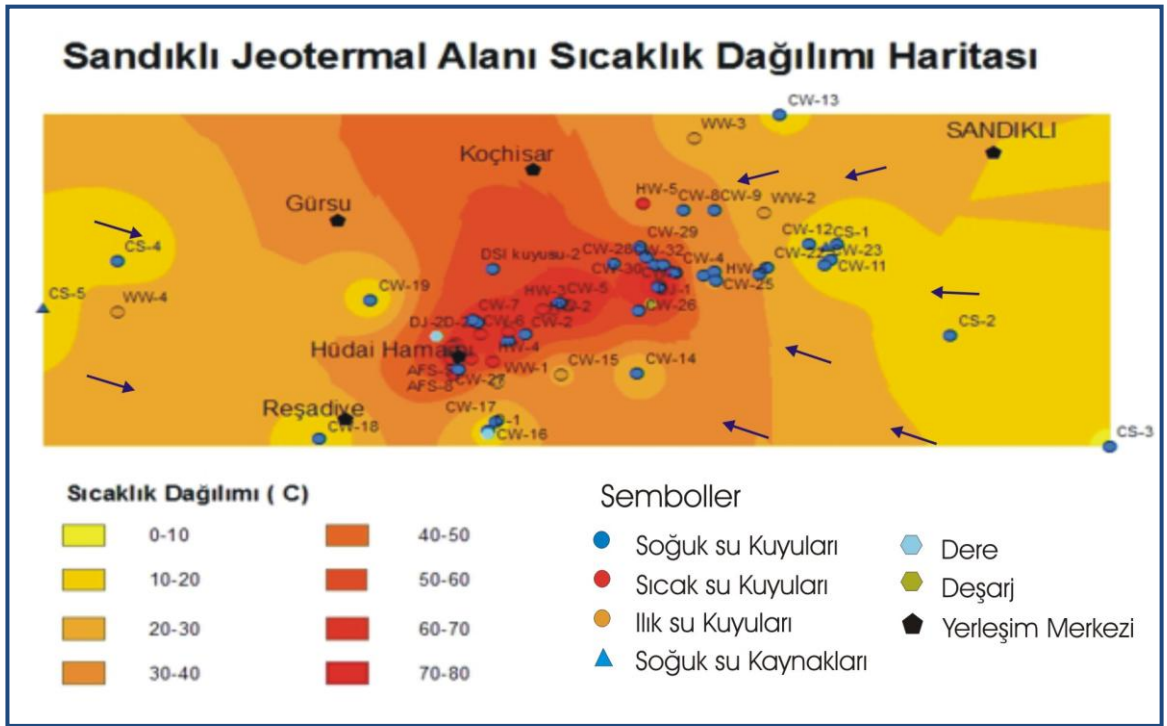 Sandıklı Jeotermal Alanı Sıcaklık Dağılımı Haritası
CW-13
WW-3
SANDIKLI
Koçhisar
HW-5
CW-8
CW-9
WW-2
Gürsu
CW-29
CW-12
CS-1
CS-4
DSI kuyusu-2
CW-28
CW-4
CW-22
CW-23
CW-30
CW-11
CS-5
WW-4
CW-19
HW-3
CW-5
CW-25
CW-7
CW-26
CS-2
CW-6
CW-2
Hüdai Hamamı
HW-4
WW-1
CW-15
CW-14
AFS-8
CW-27
CW-17
Reşadiye
CW-18
CW-16
CS-3
Sıcaklık Dağılımı ( C)
0-10
10-20
20-30
30-40
40-50
50-60
60-70
70-80
Semboller
Soğuk su Kuyuları
Sıcak su Kuyuları
Ilık su Kuyuları
Soğuk su Kaynakları
Dere
Deşarj
Yerleşim Merkezi